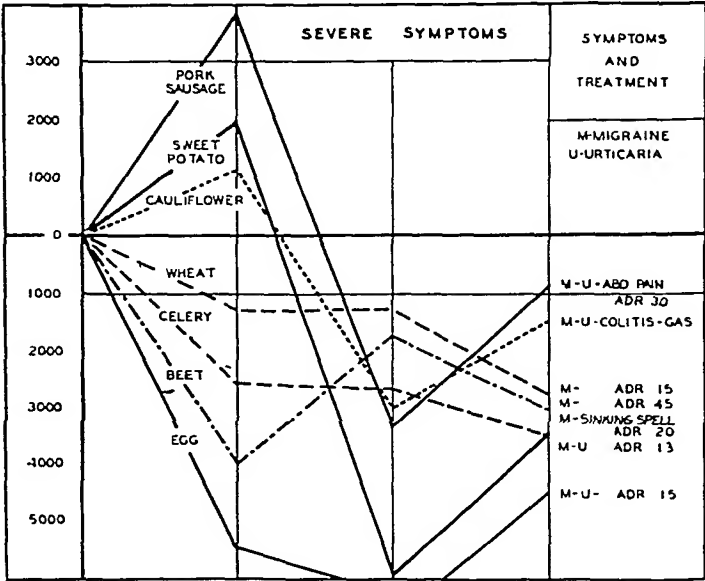 SEVERE SYMPTOMS
SYMPTOMS
AND
TREATMENT
M-MIGRAINE
U-URTICARIA
3000
2000
1000
0
1000
2000
3000
4000
5000
PORK
SAUSAGE
SWEET
POTATO
CAULIFLOWER
WHEAT
CELERY
BEET
EGG
M-U-ABD PAIN
ADR 30
M-U-COLITIS-GAS
M- ADR 15
M- ADR 45
M-SINKING SPELL
ADR 20
M-U ADR 13
M-U- ADR 15